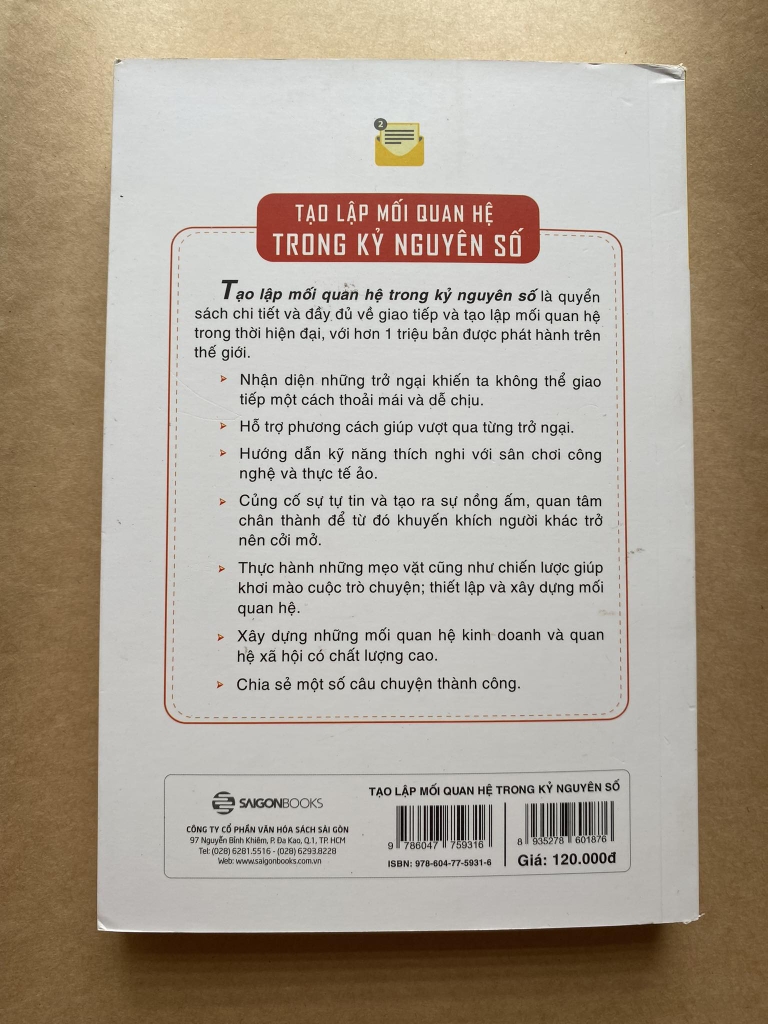 2
TẠO LẬP MỐI QUAN HỆ
TRONG KỶ NGUYÊN SỐ
Tạo lập mối quan hệ trong kỷ nguyên số là quyển
sách chi tiết và đầy đủ về giao tiếp và tạo lập mối quan hệ
trong thời hiện đại, với hơn 1 triệu bản được phát hành trên
thế giới.
Nhận diện những trở ngại khiến ta không thể giao
tiếp một cách thoải mái và dễ chịu.
Hỗ trợ phương cách giúp vượt qua từng trở ngại.
Hướng dẫn kỹ năng thích nghi với sân chơi công
nghệ và thực tế ảo.
Củng cố sự tự tin và tạo ra sự nồng ấm, quan tâm
chân thành để từ đó khuyến khích người khác trở
nên cởi mở.
Thực hành những mẹo vặt cũng như chiến lược giúp
khơi mào cuộc trò chuyện; thiết lập và xây dựng mối
quan hệ.
Xây dựng những mối quan hệ kinh doanh và quan
hệ xã hội có chất lượng cao.
Chia sẻ một số câu chuyện thành công.
SAIGONBOOKS
CÔNG TY CỔ PHẦN VĂN HÓA SÁCH SÀI GÒN
97 Nguyễn Bỉnh Khiêm, P. Đa Kao, Q.1, TP. HCM
Tel: (028) 6281.5516 - (028) 6293.8228
Web: www.saigonbooks.com.vn
TẠO LẬP MỐI QUAN HỆ TRONG KỶ NGUYÊN SỐ
9 786047 759316
ISBN: 978-604-77-5931-6
8 935278 601876
Giá: 120.000đ